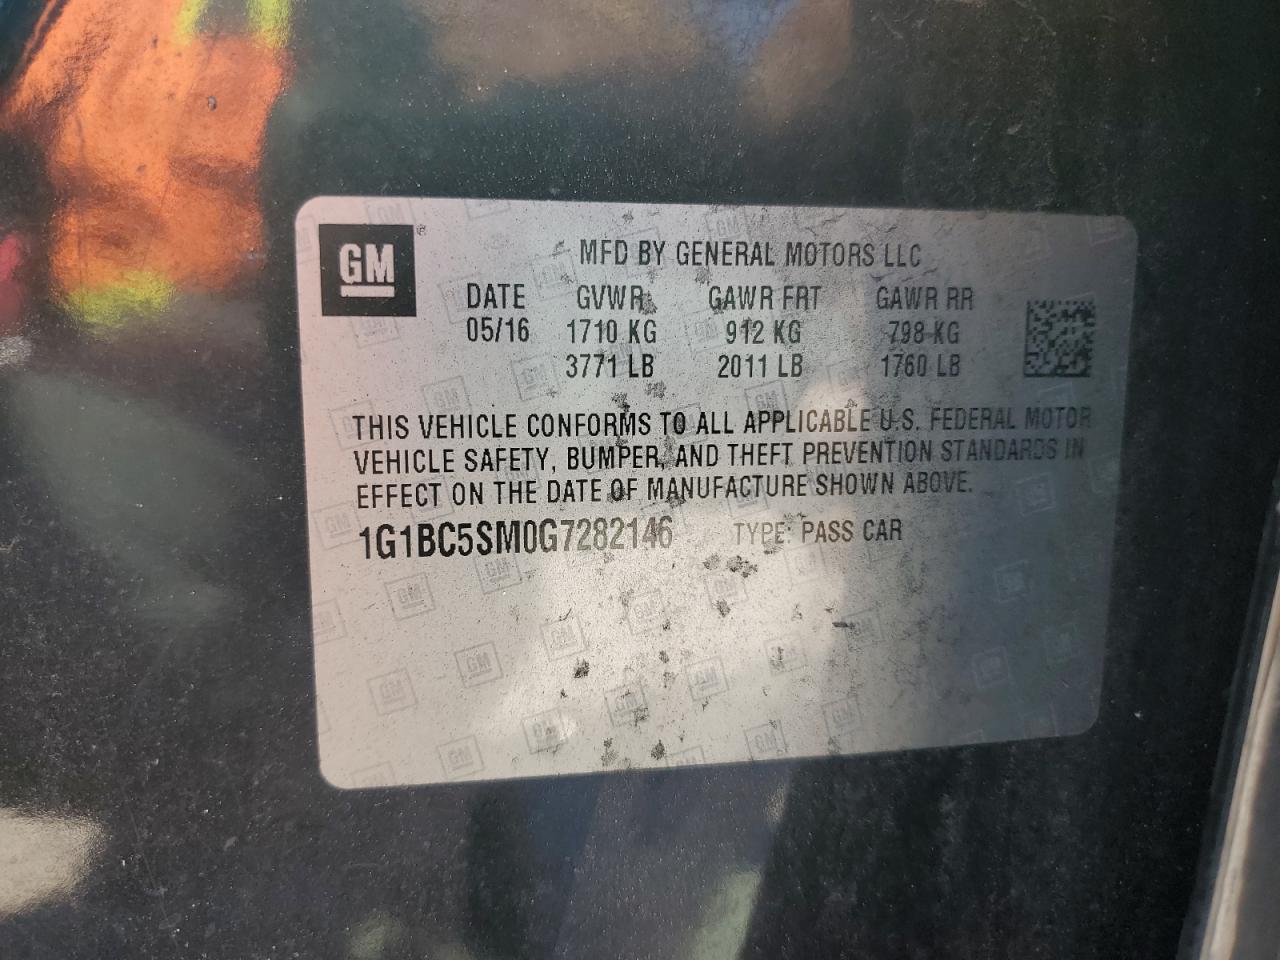 GM
MFD BY GENERAL MOTORS LLC
DATE GVWR GAWR FRT GAWR RR
05/16 1710 KG 912 KG 798 KG
3771 LB 2011 LB 1760 LB
THIS VEHICLE CONFORMS TO ALL APPLICABLE U.S. FEDERAL MOTOR
VEHICLE SAFETY, BUMPER, AND THEFT PREVENTION STANDARDS IN
EFFECT ON THE DATE OF MANUFACTURE SHOWN ABOVE.
1G1BC5SM0G7282146 TYPE: PASS CAR